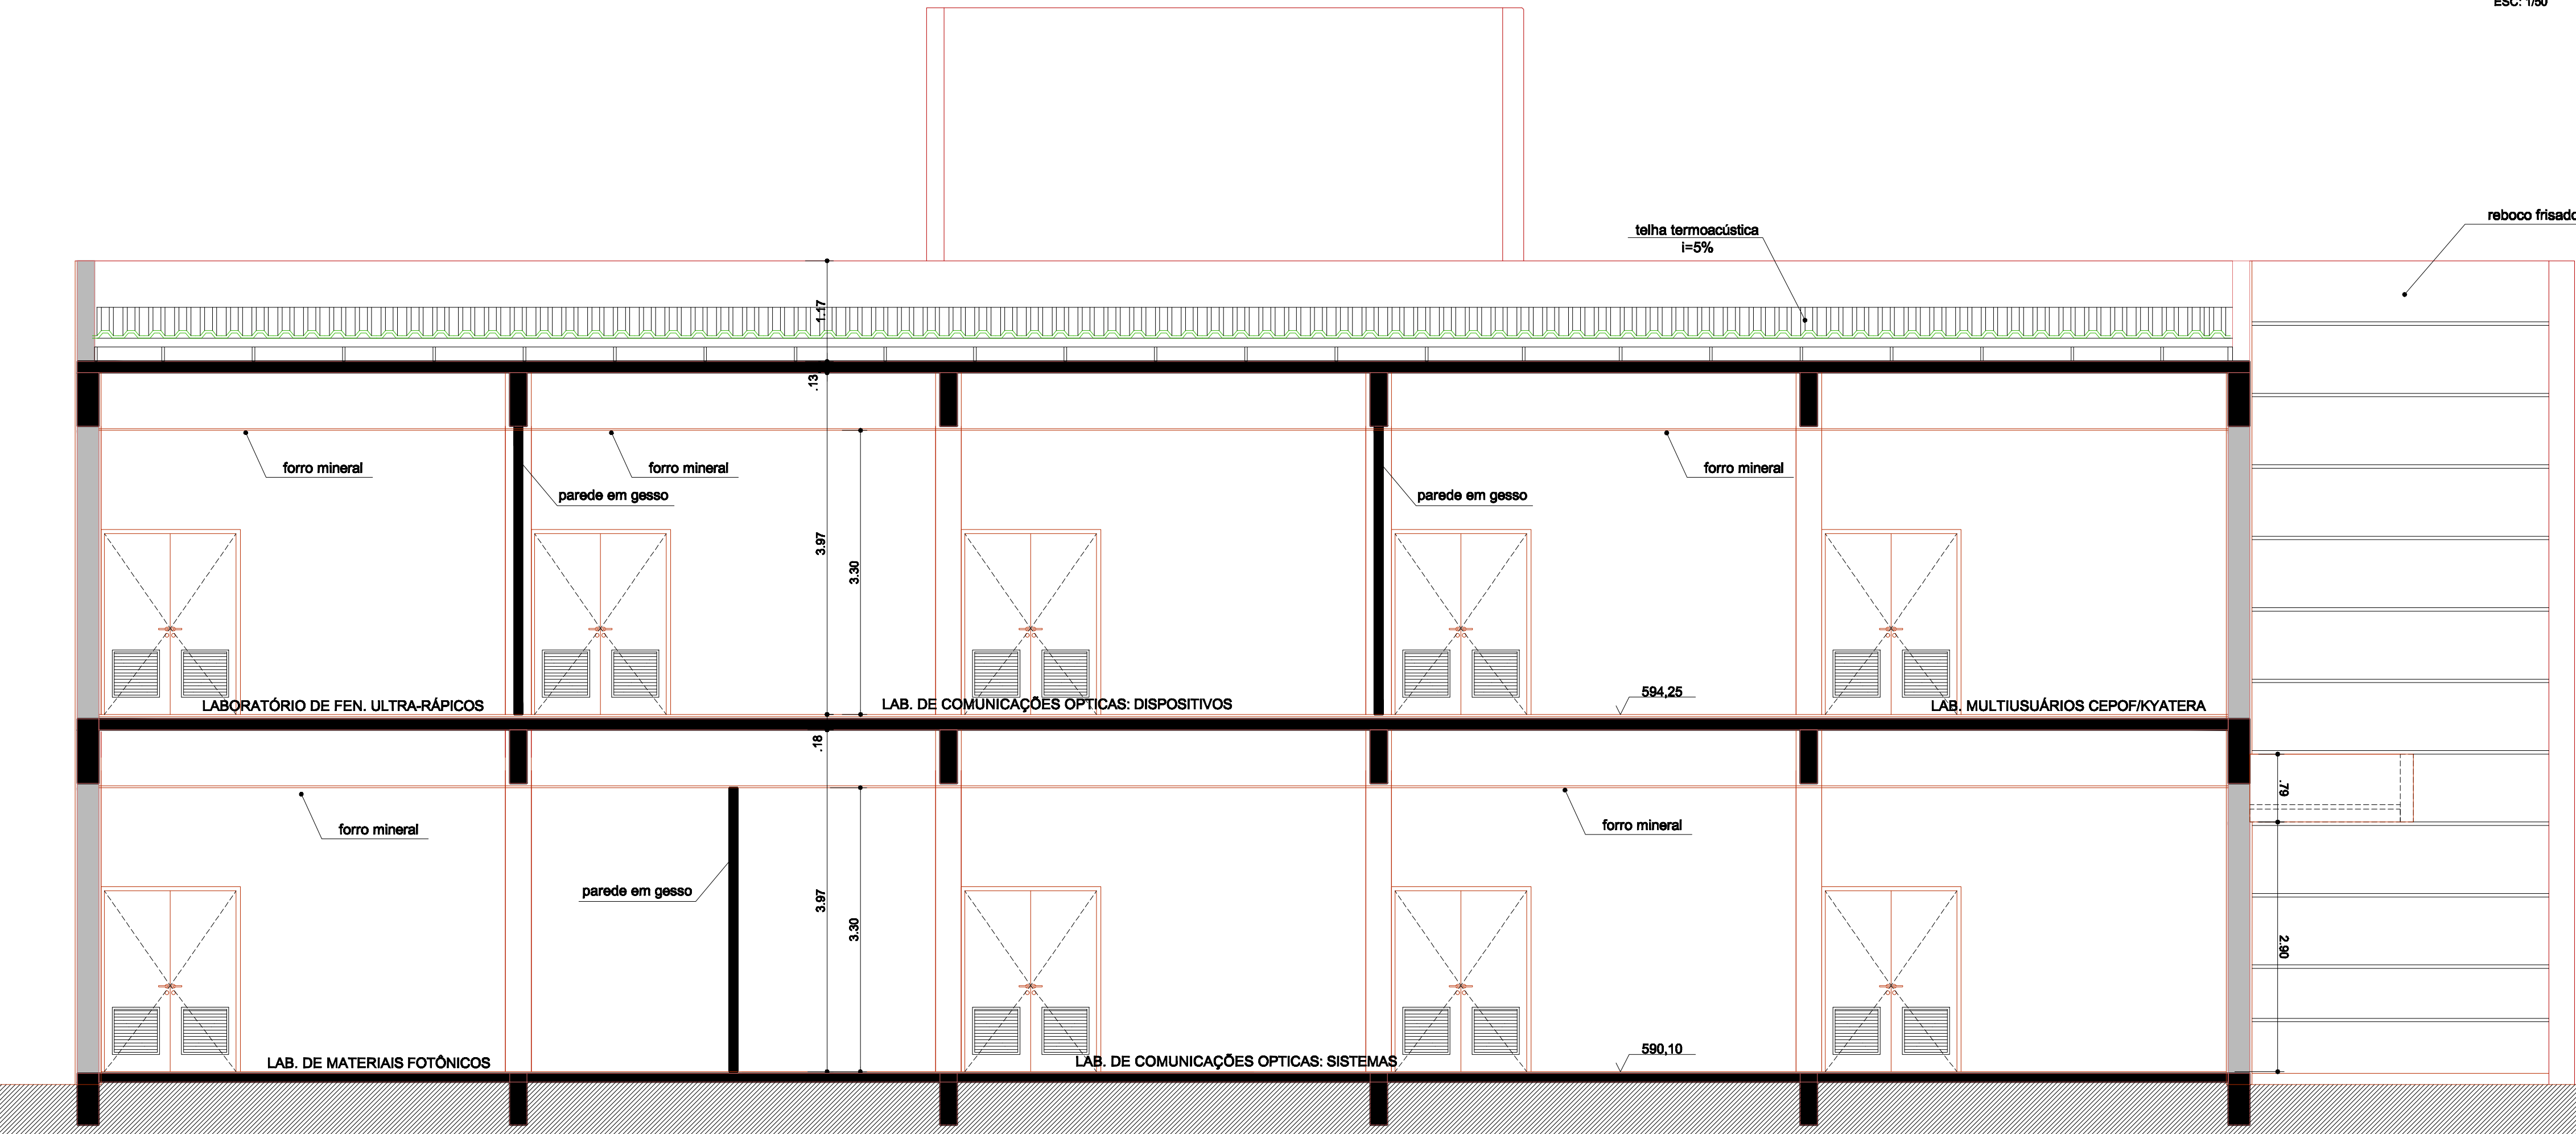 ESC: 1/50
reboco frisado
telha termoacústica
i=5%
1.17
.13
forro mineral
forro mineral
forro mineral
parede em gesso
parede em gesso
3.97
3.30
594,25
LABORATÓRIO DE FEN. ULTRA-RÁPICOS
LAB. DE COMUNICAÇÕES OPTICAS: DISPOSITIVOS
LAB. MULTIUSUÁRIOS CEPOF/KYATERA
.18
.79
forro mineral
forro mineral
parede em gesso
3.97
3.30
2.90
590,10
LAB. DE MATERIAIS FOTÔNICOS
LAB. DE COMUNICAÇÕES OPTICAS: SISTEMAS